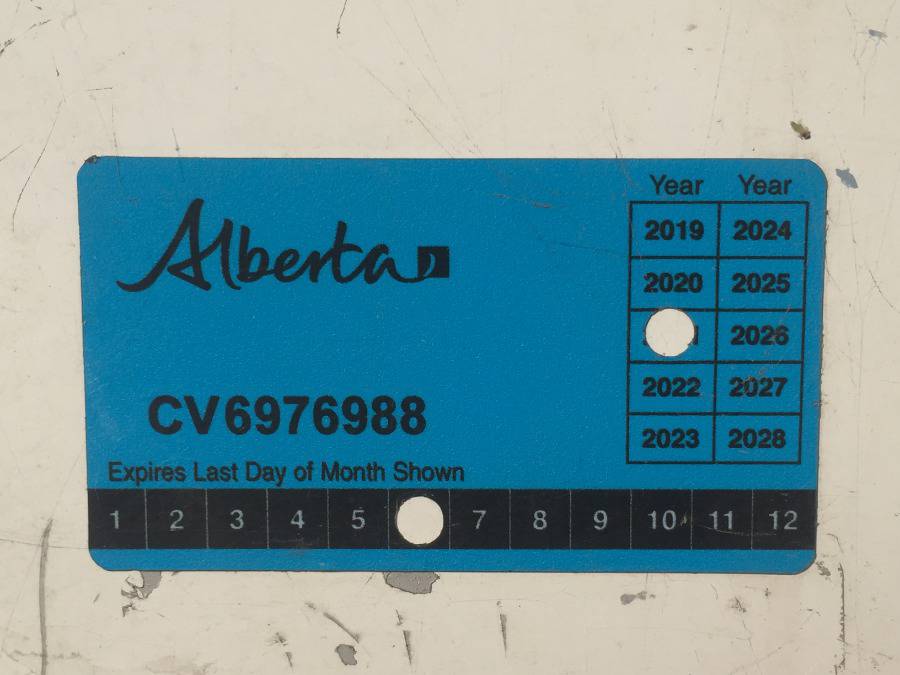 Alberta
Year Year
2019 2024
2020 2025
2026
2022 2027
2023 2028
CV6976988
Expires Last Day of Month Shown
1 2 3 4 5 7 8 9 10 11 12